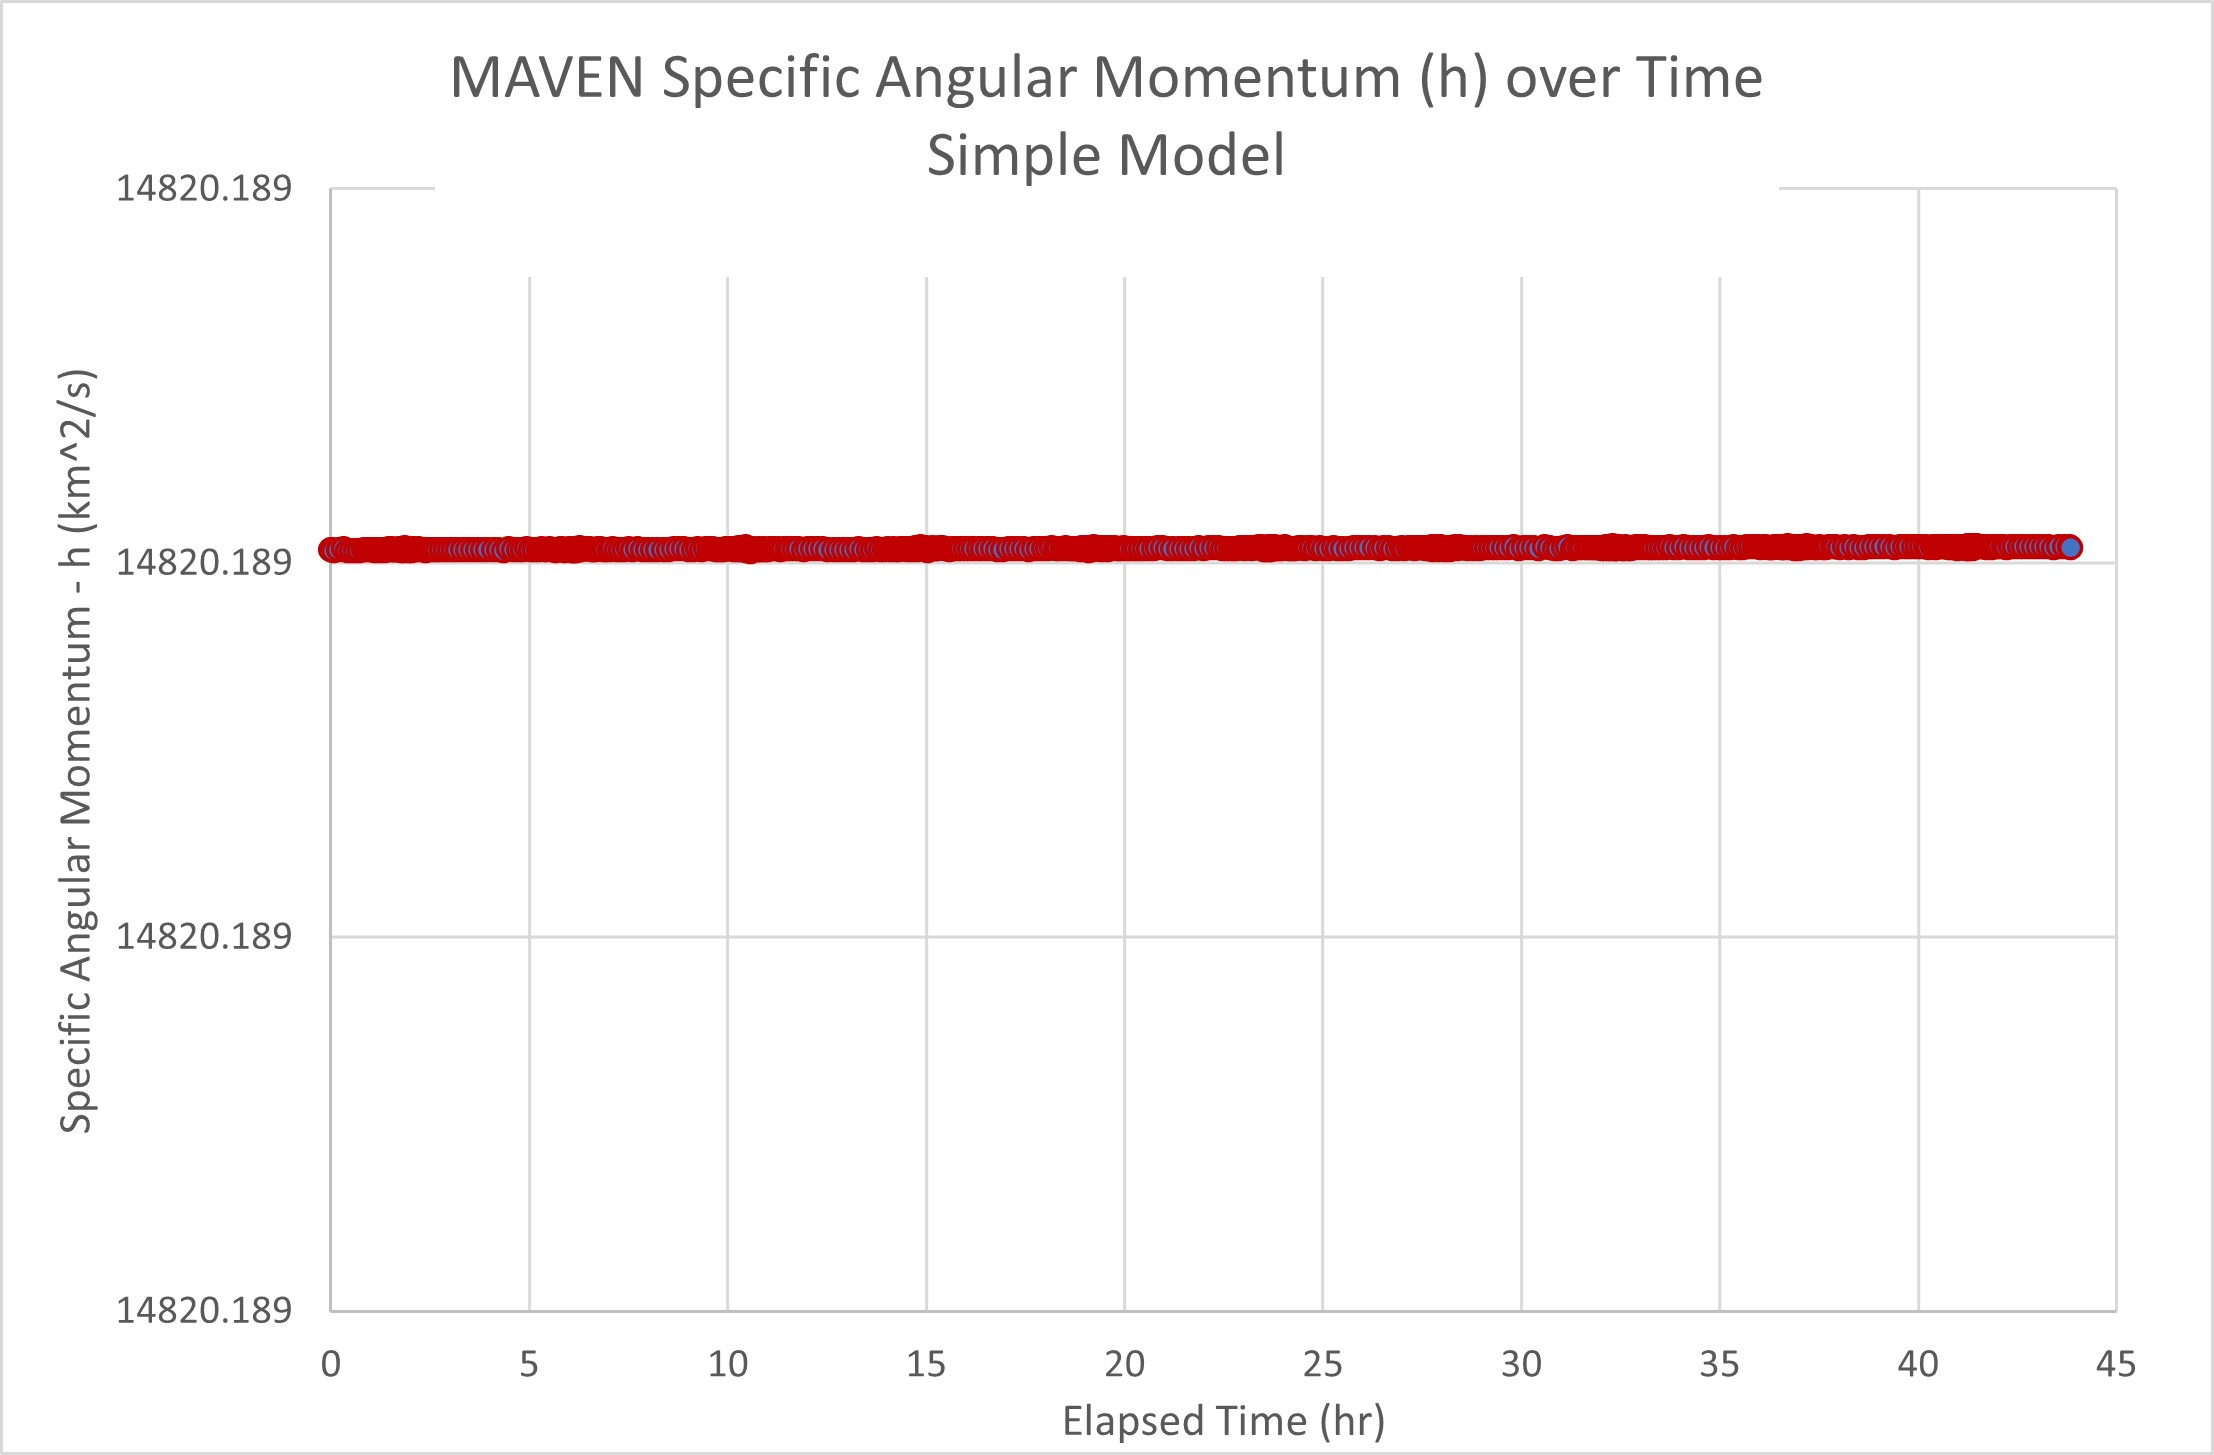 MAVEN Specific Angular Momentum (h) over Time
Simple Model
14820.189
14820.189
14820.189
14820.189
Specific Angular Momentum - h (km^2/s)
0 5 10 15 20 25 30 35 40 45
Elapsed Time (hr)